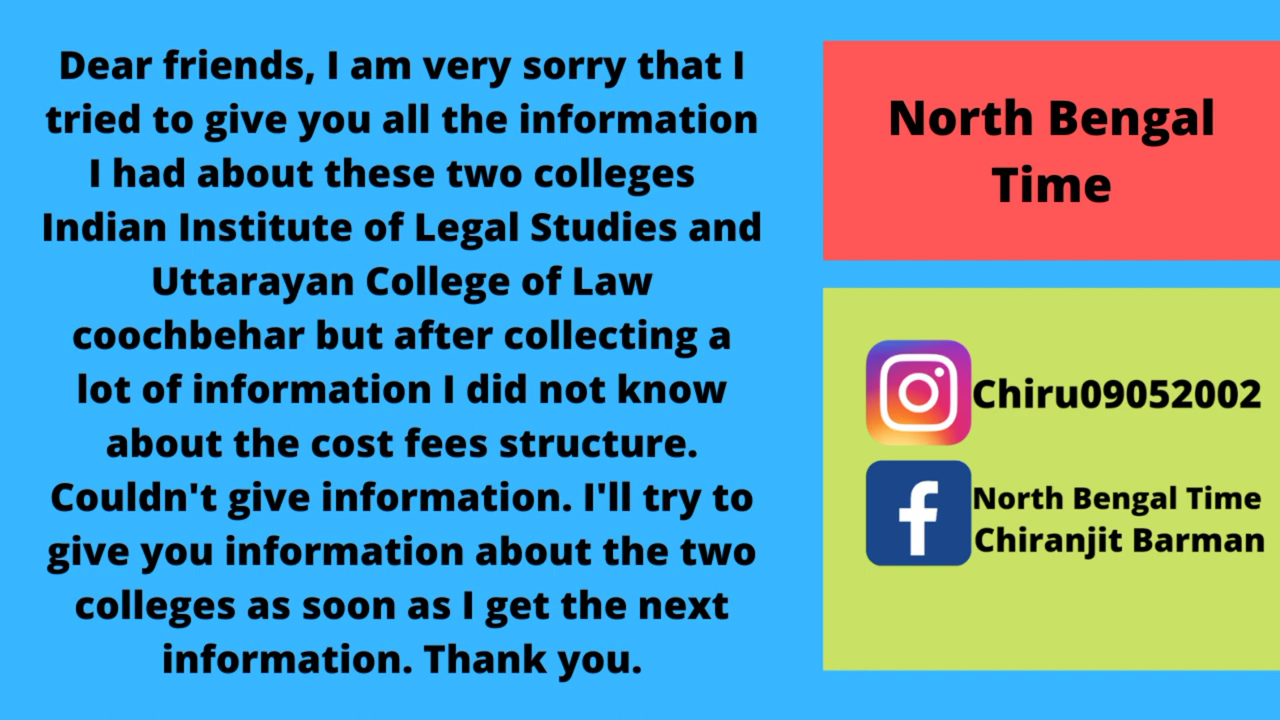 Dear friends, I am very sorry that I
tried to give you all the information
I had about these two colleges
Indian Institute of Legal Studies and
Uttarayan College of Law
coochbehar but after collecting a
lot of information I did not know
about the cost fees structure.
Couldn't give information. I'll try to
give you information about the two
colleges as soon as I get the next
information. Thank you.
North Bengal
Time
Chiru09052002
North Bengal Time
Chiranjit Barman